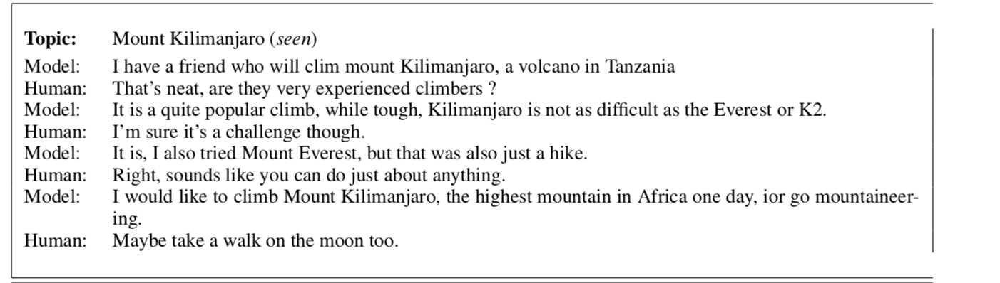 Topic: Mount Kilimanjaro (seen)
Model: I have a friend who will clim mount Kilimanjaro, a volcano in Tanzania
Human: That's neat, are they very experienced climbers ?
Model: It is a quite popular climb, while tough, Kilimanjaro is not as difficult as the Everest or K2.
Human: I'm sure it's a challenge though.
Model: It is, I also tried Mount Everest, but that was also just a hike.
Human: Right, sounds like you can do just about anything.
Model: I would like to climb Mount Kilimanjaro, the highest mountain in Africa one day, ior go mountaineer-
ing.
Human: Maybe take a walk on the moon too.